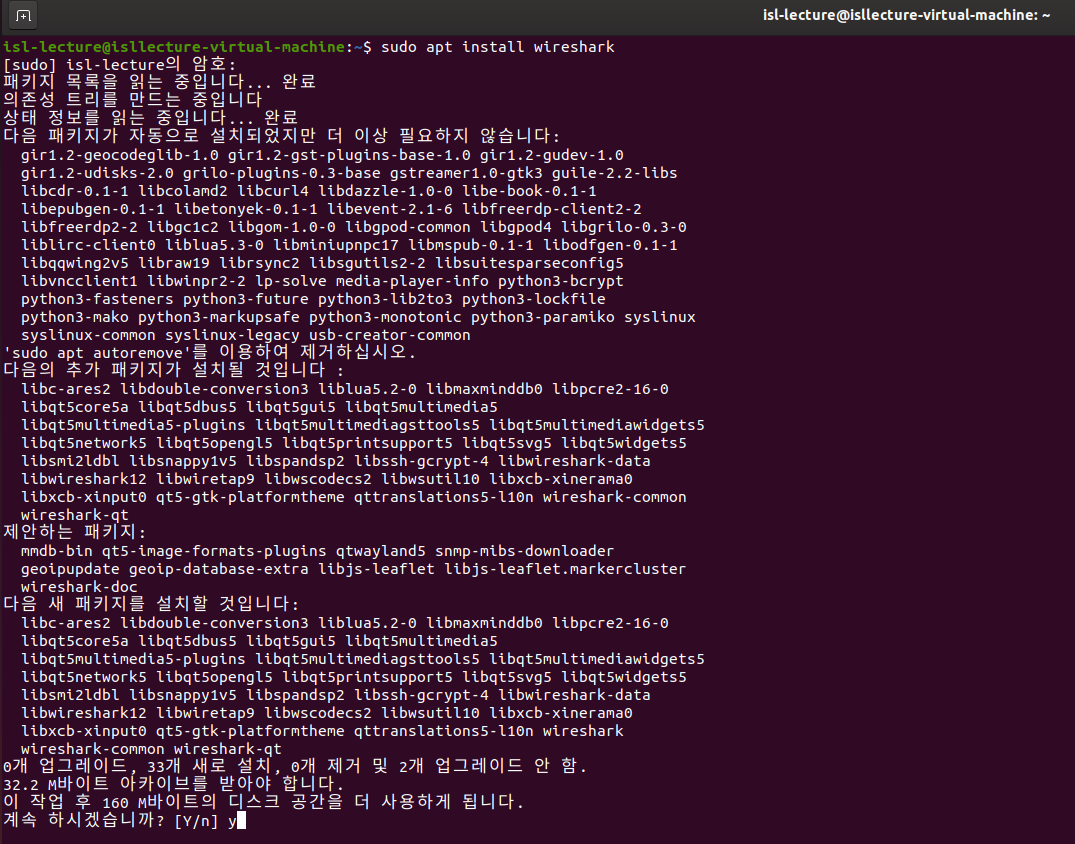 isl-lecture@isllecture-virtual-machine: ~
isl-lecture@isllecture-virtual-machine:~$ sudo apt install wireshark
[sudo] isl-lecture의 암호:
패키지 목록을 읽는 중입니다... 완료
의존성 트리를 만드는 중입니다
상태 정보를 읽는 중입니다... 완료
다음 패키지가 자동으로 설치되었지만 더 이상 필요하지 않습니다:
gir1.2-geocodeglib-1.0 gir1.2-gst-plugins-base-1.0 gir1.2-gudev-1.0
gir1.2-udisks-2.0 grilo-plugins-0.3-base gstreamer1.0-gtk3 guile-2.2-libs
libcdr-0.1-1 libcolamd2 libcurl4 libdazzle-1.0-0 libe-book-0.1-1
libepubgen-0.1-1 libetonyek-0.1-1 libevent-2.1-6 libfreerdp-client2-2
libfreerdp2-2 libgc1c2 libgom-1.0-0 libgpod-common libgpod4 libgrilo-0.3-0
liblirc-client0 liblua5.3-0 libminiupnpc17 libmspub-0.1-1 libodfgen-0.1-1
libqqwing2v5 libraw19 librsync2 libsgutils2-2 libsuitesparseconfig5
libvncclient1 libwinpr2-2 lp-solve media-player-info python3-bcrypt
python3-fasteners python3-future python3-lib2to3 python3-lockfile
python3-mako python3-markupsafe python3-monotonic python3-paramiko syslinux
syslinux-common syslinux-legacy usb-creator-common
'sudo apt autoremove'를 이용하여 제거하십시오.
다음의 추가 패키지가 설치될 것입니다 :
libc-ares2 libdouble-conversion3 liblua5.2-0 libmaxminddb0 libpcre2-16-0
libqt5core5a libqt5dbus5 libqt5gui5 libqt5multimedia5
libqt5multimedia5-plugins libqt5multimediagsttools5 libqt5multimediawidgets5
libqt5network5 libqt5opengl5 libqt5printsupport5 libqt5svg5 libqt5widgets5
libsmi2ldbl libsnappy1v5 libspandsp2 libssh-gcrypt-4 libwireshark-data
libwireshark12 libwiretap9 libwscodecs2 libwsutil10 libxcb-xinerama0
libxcb-xinput0 qt5-gtk-platformtheme qttranslations5-l10n wireshark-common
wireshark-qt
제안하는 패키지:
mmdb-bin qt5-image-formats-plugins qtwayland5 snmp-mibs-downloader
geoipupdate geoip-database-extra libjs-leaflet libjs-leaflet.markercluster
wireshark-doc
다음 새 패키지를 설치할 것입니다:
libc-ares2 libdouble-conversion3 liblua5.2-0 libmaxminddb0 libpcre2-16-0
libqt5core5a libqt5dbus5 libqt5gui5 libqt5multimedia5
libqt5multimedia5-plugins libqt5multimediagsttools5 libqt5multimediawidgets5
libqt5network5 libqt5opengl5 libqt5printsupport5 libqt5svg5 libqt5widgets5
libsmi2ldbl libsnappy1v5 libspandsp2 libssh-gcrypt-4 libwireshark-data
libwireshark12 libwiretap9 libwscodecs2 libwsutil10 libxcb-xinerama0
libxcb-xinput0 qt5-gtk-platformtheme qttranslations5-l10n wireshark
wireshark-common wireshark-qt
0개 업그레이드, 33개 새로 설치, 0개 제거 및 2개 업그레이드 안 함.
32.2 M바이트 아카이브를 받아야 합니다.
이 작업 후 160 M바이트의 디스크 공간을 더 사용하게 됩니다.
계속 하시겠습니까? [Y/n] y